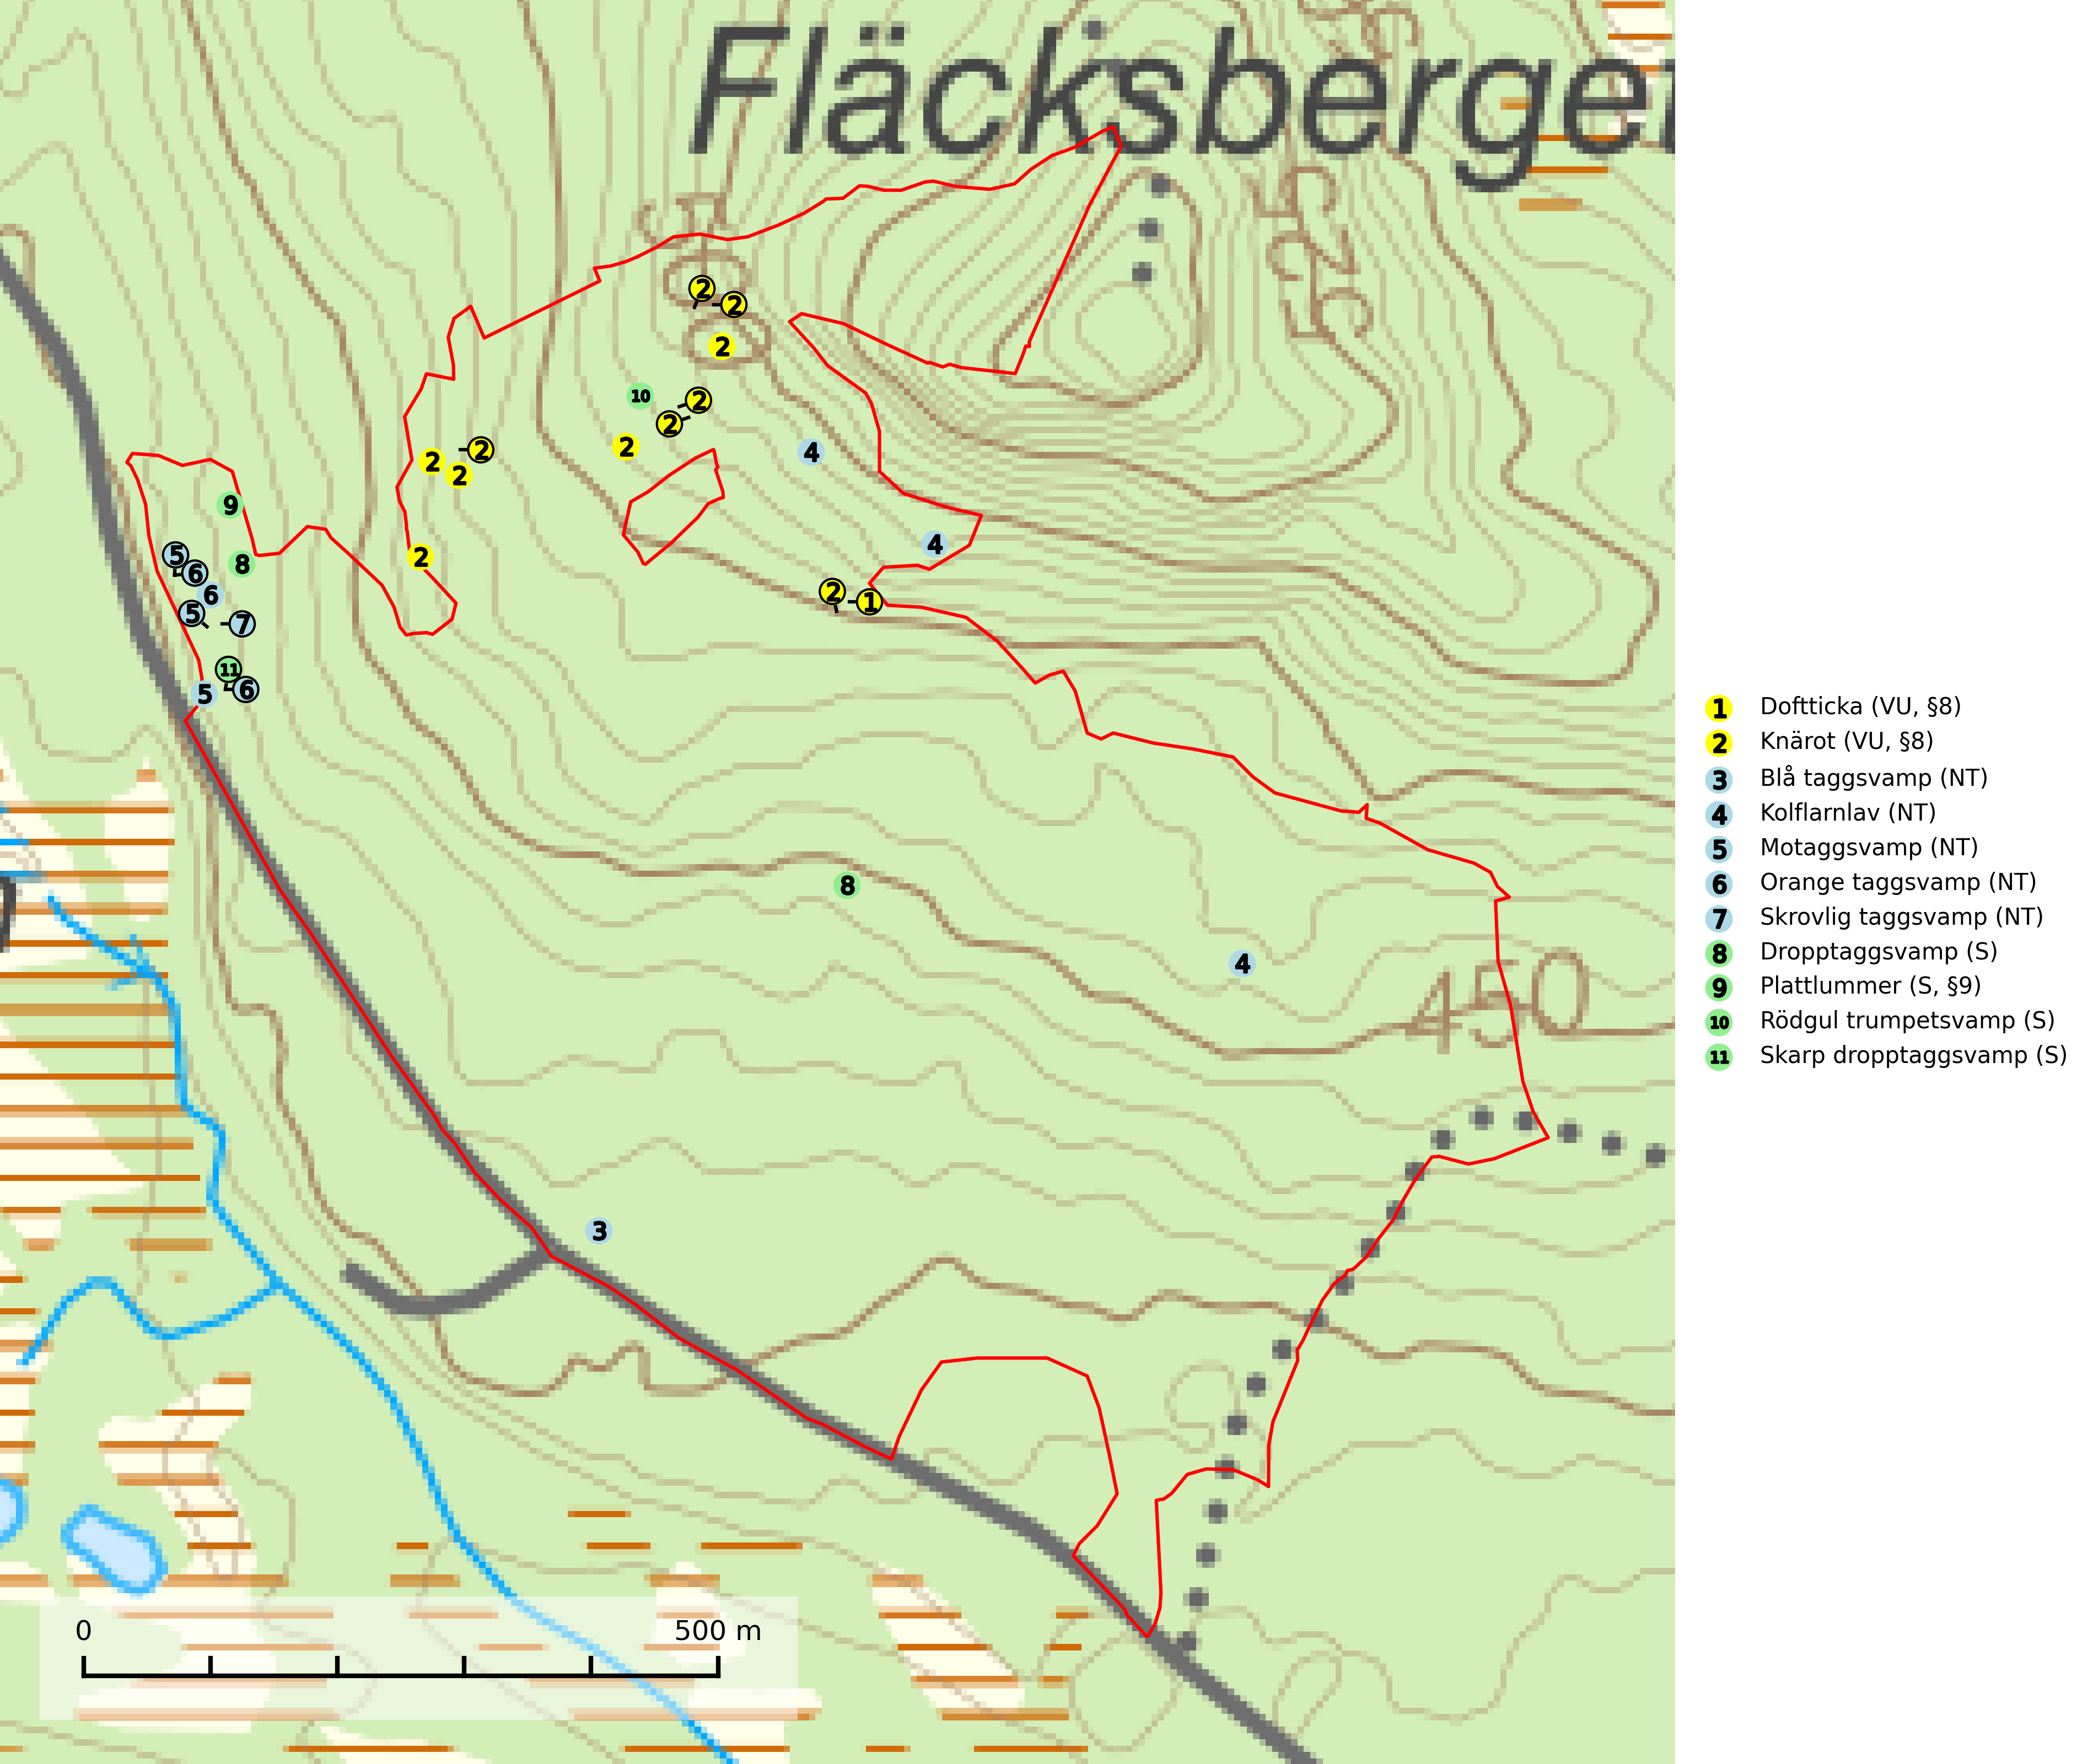 Fläcksberge
2
2
2
10
2
2
2
4
2
2
2
9
2
4
5
8
6
6
2
1
5
7
11
5
6
8
4
450
3
525
0 500 m
1 Doftticka (VU, §8)
2 Knärot (VU, §8)
3 Blå taggsvamp (NT)
4 Kolflarnlav (NT)
5 Motaggsvamp (NT)
6 Orange taggsvamp (NT)
7 Skrovlig taggsvamp (NT)
8 Dropptaggsvamp (S)
9 Plattlummer (S, §9)
10 Rödgul trumpetsvamp (S)
11 Skarp dropptaggsvamp (S)